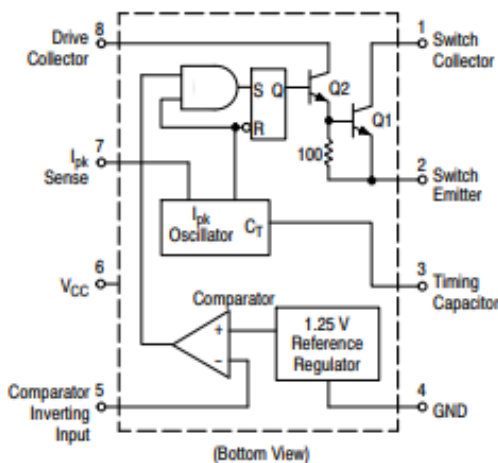 8
Drive
Collector
1
Switch
Collector
S Q
Q2
R
Q1
100
7
Ipk
Sense
2
Switch
Emitter
Ipk
Oscillator
CT
6
VCC
3
Timing
Capacitor
Comparator
+
−
1.25 V
Reference
Regulator
5
Comparator
Inverting
Input
4
GND
(Bottom View)